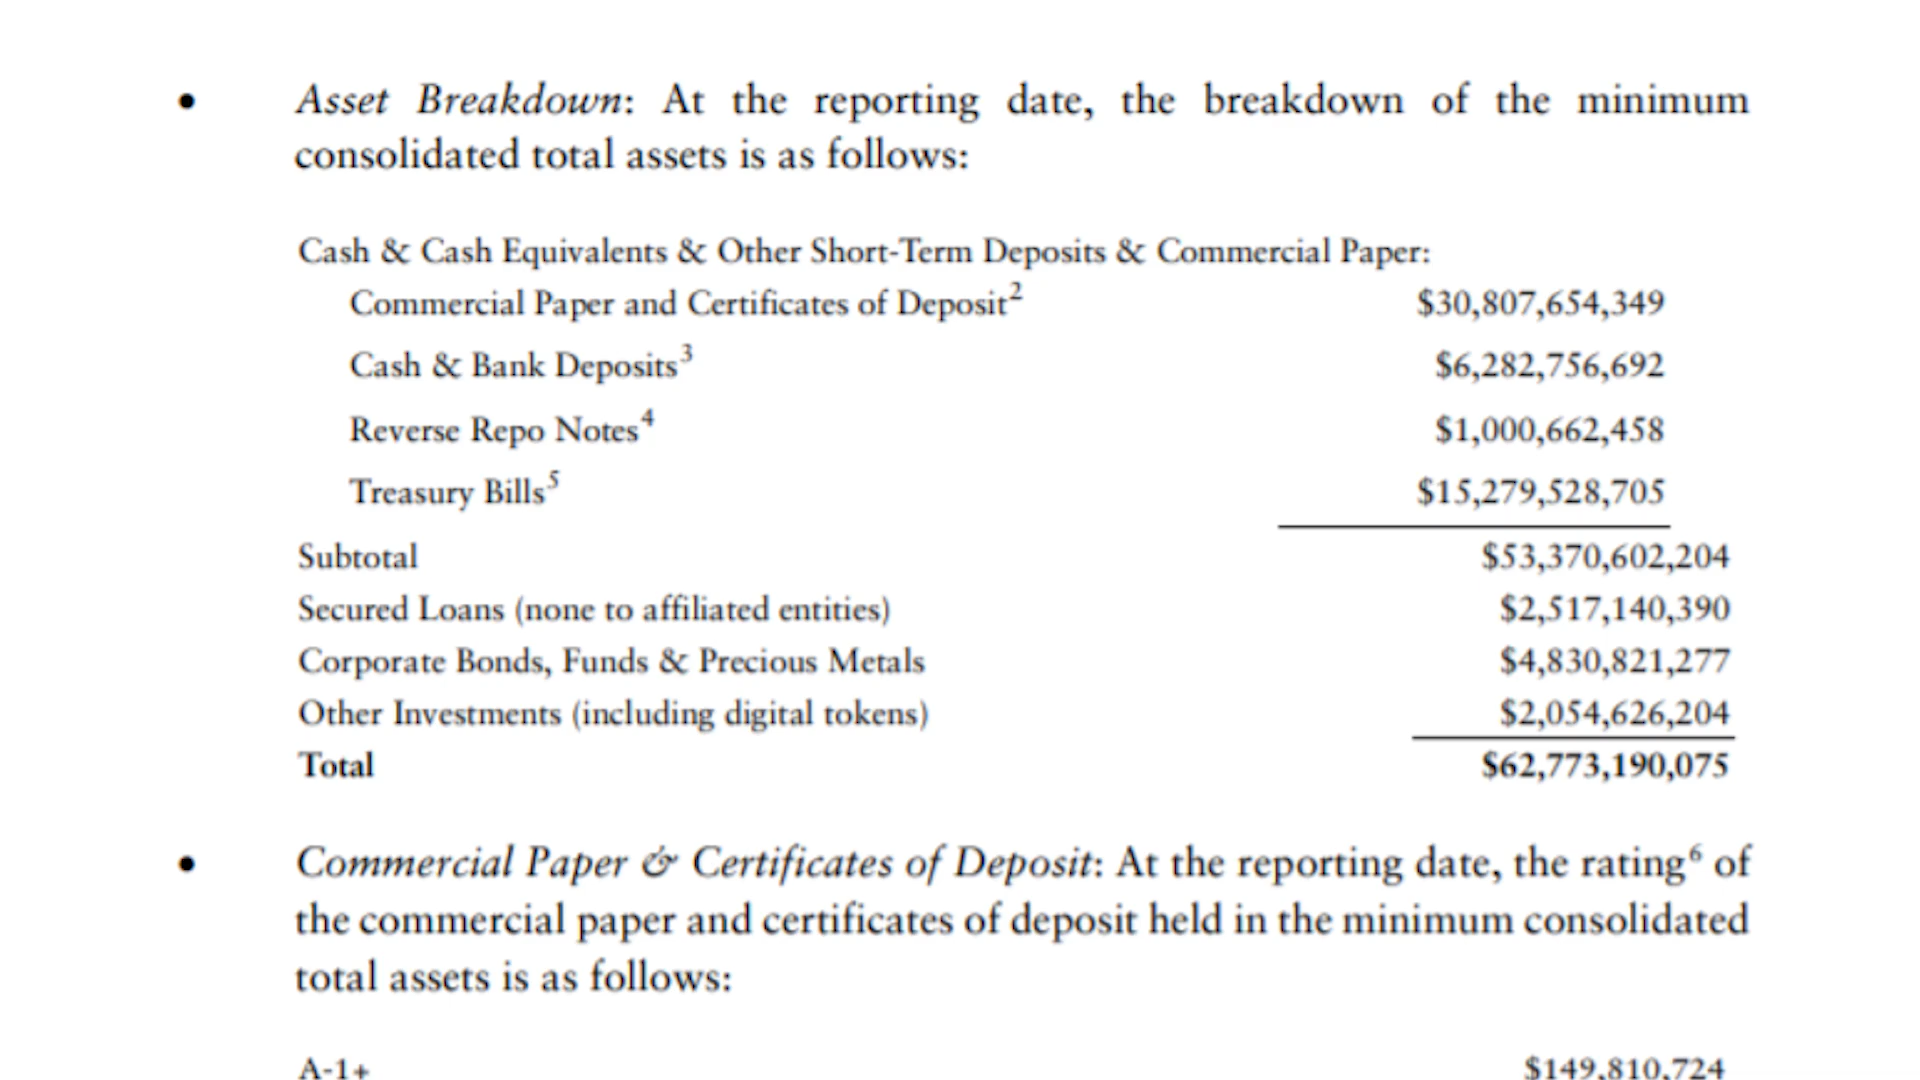 • Asset Breakdown: At the reporting date, the breakdown of the minimum
consolidated total assets is as follows:
Cash & Cash Equivalents & Other Short-Term Deposits & Commercial Paper:
Commercial Paper and Certificates of Deposit² $30,807,654,349
Cash & Bank Deposits³ $6,282,756,692
Reverse Repo Notes⁴ $1,000,662,458
Treasury Bills⁵ $15,279,528,705
Subtotal $53,370,602,204
Secured Loans (none to affiliated entities) $2,517,140,390
Corporate Bonds, Funds & Precious Metals $4,830,821,277
Other Investments (including digital tokens) $2,054,626,204
Total $62,773,190,075
• Commercial Paper & Certificates of Deposit: At the reporting date, the rating⁶ of
the commercial paper and certificates of deposit held in the minimum consolidated
total assets is as follows:
A-1+ $149,810,724